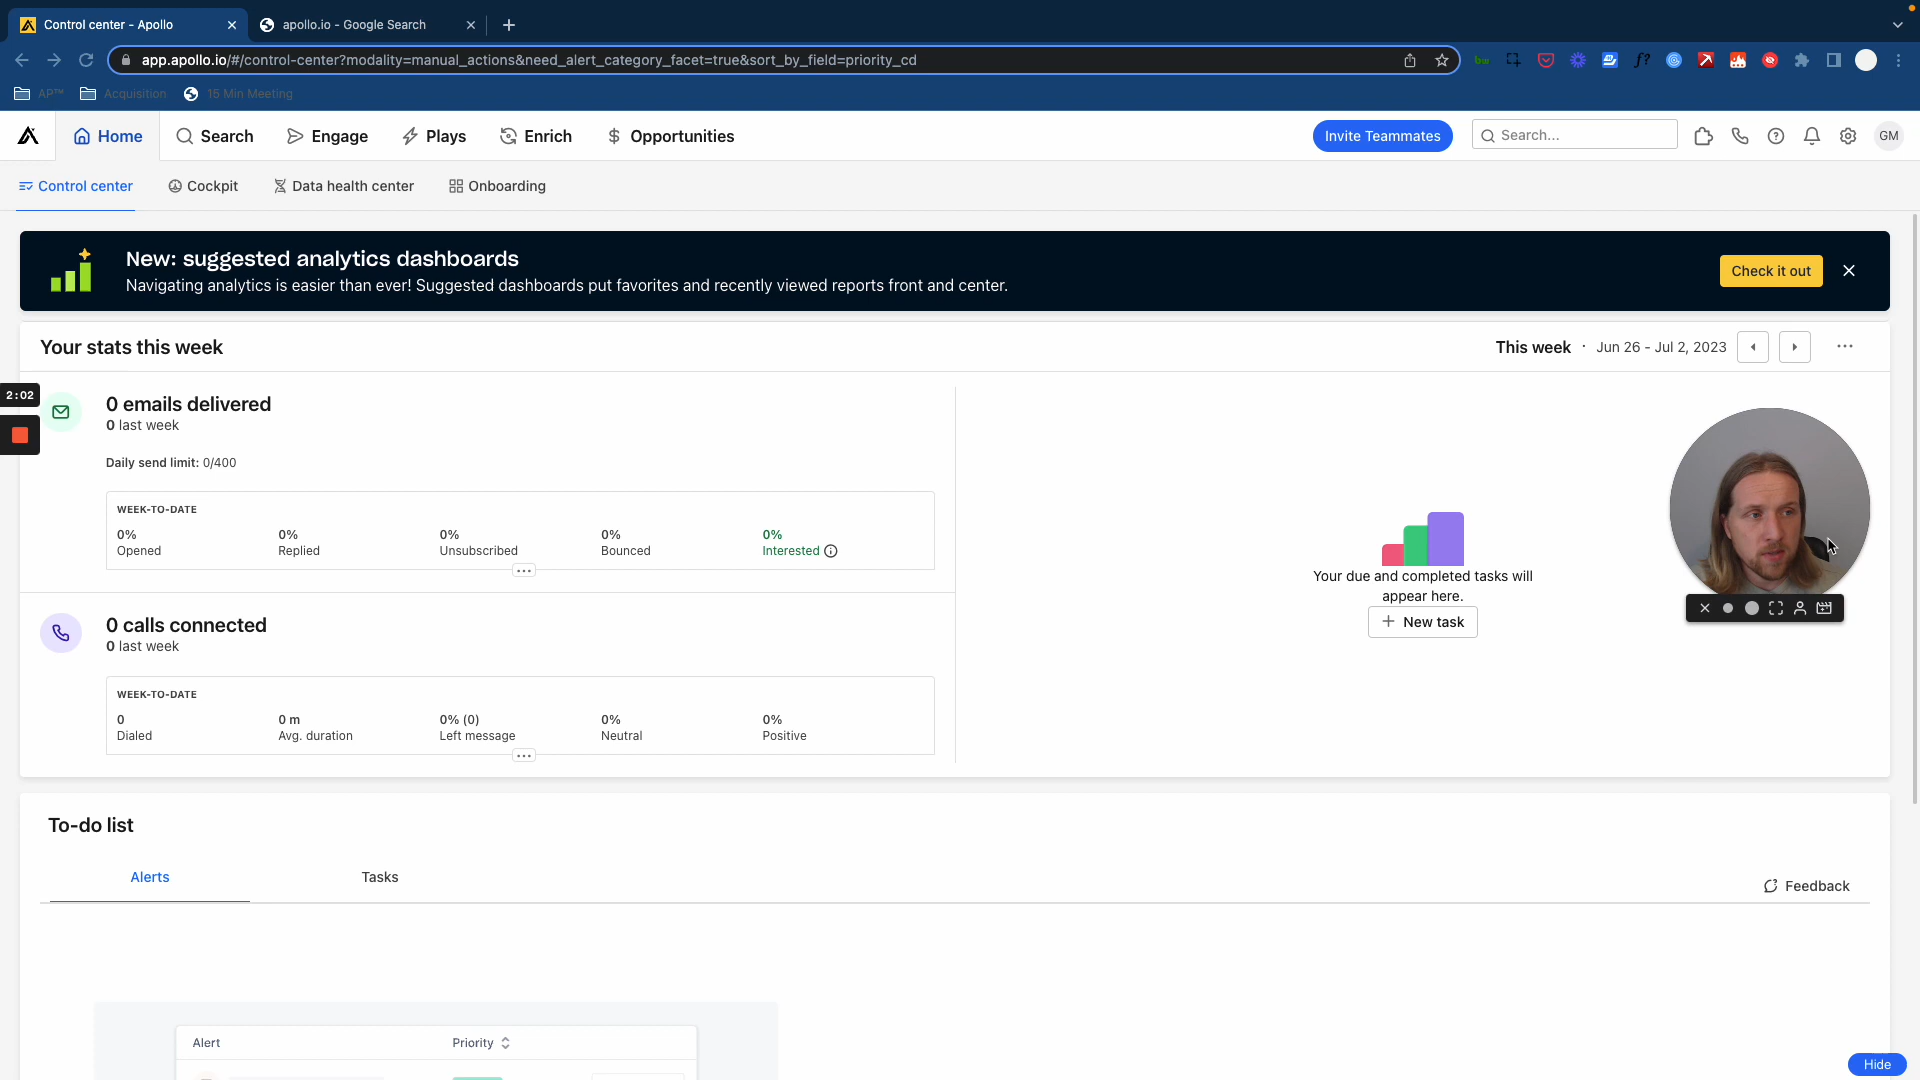 Control center - Apollo
apollo.io - Google Search
app.apollo.io/#/control-center?modality=manual_actions&need_alert_category_facet=true&sort_by_field=priority_cd
bw
f?
AP™
Acquisition
15 Min Meeting
Home
Search
Engage
Plays
Enrich
Opportunities
Invite Teammates
Search...
GM
Control center
Cockpit
Data health center
Onboarding
New: suggested analytics dashboards
Navigating analytics is easier than ever! Suggested dashboards put favorites and recently viewed reports front and center.
Check it out
Your stats this week
This week · Jun 26 - Jul 2, 2023
2:02
0 emails delivered
0 last week
Daily send limit: 0/400
WEEK-TO-DATE
0% 0% 0% 0% 0%
Opened Replied Unsubscribed Bounced Interested
Your due and completed tasks will
appear here.
New task
0 calls connected
0 last week
WEEK-TO-DATE
0 0 m 0% (0) 0% 0%
Dialed Avg. duration Left message Neutral Positive
To-do list
Alerts
Tasks
Feedback
Alert
Priority
Hide